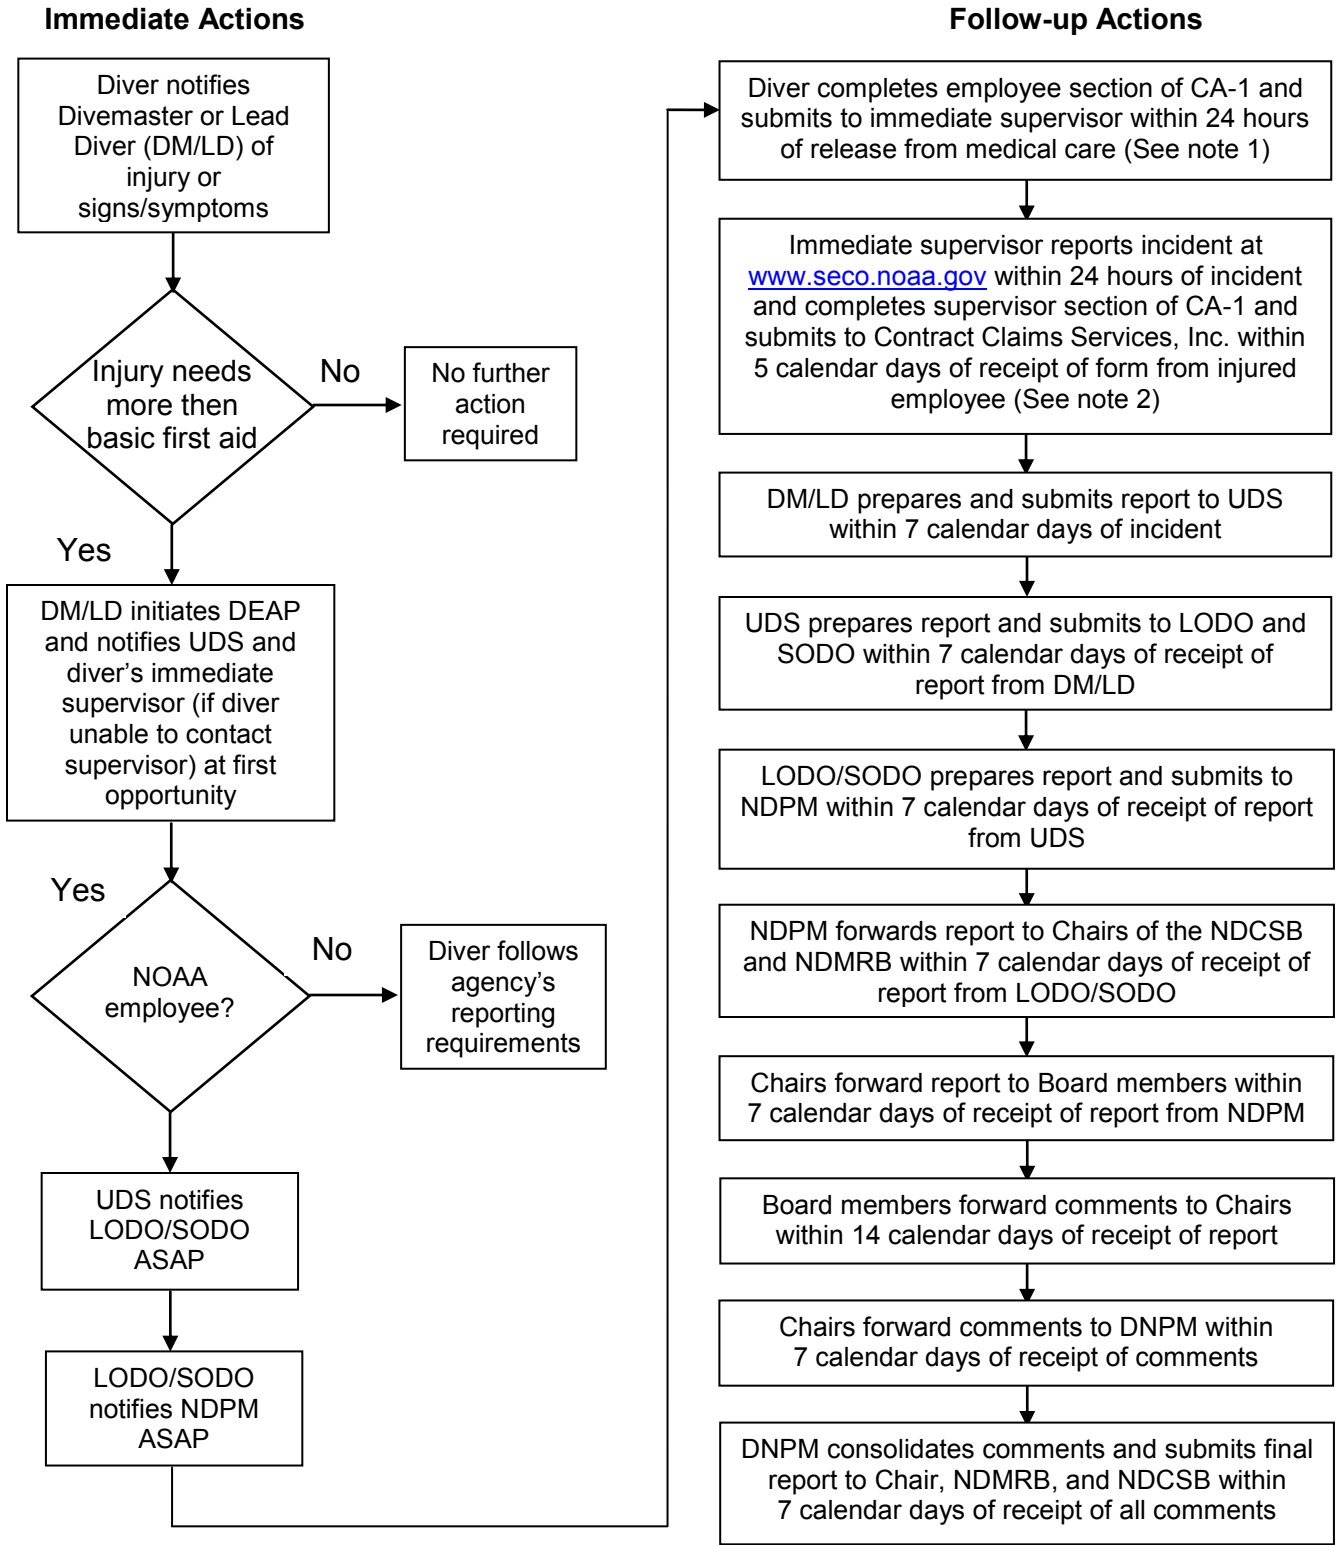 Immediate Actions
Diver notifies
Divemaster or Lead
Diver (DM/LD) of
injury or
signs/symptoms
Injury needs
more then
basic first aid
No
No further
action
required
Yes
DM/LD initiates DEAP
and notifies UDS and
diver’s immediate
supervisor (if diver
unable to contact
supervisor) at first
opportunity
Yes
NOAA
employee?
No
Diver follows
agency’s
reporting
requirements
UDS notifies
LODO/SODO
ASAP
LODO/SODO
notifies NDPM
ASAP
Follow-up Actions
Diver completes employee section of CA-1 and
submits to immediate supervisor within 24 hours
of release from medical care (See note 1)
Immediate supervisor reports incident at
www.seco.noaa.gov within 24 hours of incident
and completes supervisor section of CA-1 and
submits to Contract Claims Services, Inc. within
5 calendar days of receipt of form from injured
employee (See note 2)
DM/LD prepares and submits report to UDS
within 7 calendar days of incident
UDS prepares report and submits to LODO and
SODO within 7 calendar days of receipt of
report from DM/LD
LODO/SODO prepares report and submits to
NDPM within 7 calendar days of receipt of report
from UDS
NDPM forwards report to Chairs of the NDCSB
and NDMRB within 7 calendar days of receipt of
report from LODO/SODO
Chairs forward report to Board members within
7 calendar days of receipt of report from NDPM
Board members forward comments to Chairs
within 14 calendar days of receipt of report
Chairs forward comments to DNPM within
7 calendar days of receipt of comments
DNPM consolidates comments and submits final
report to Chair, NDMRB, and NDCSB within
7 calendar days of receipt of all comments